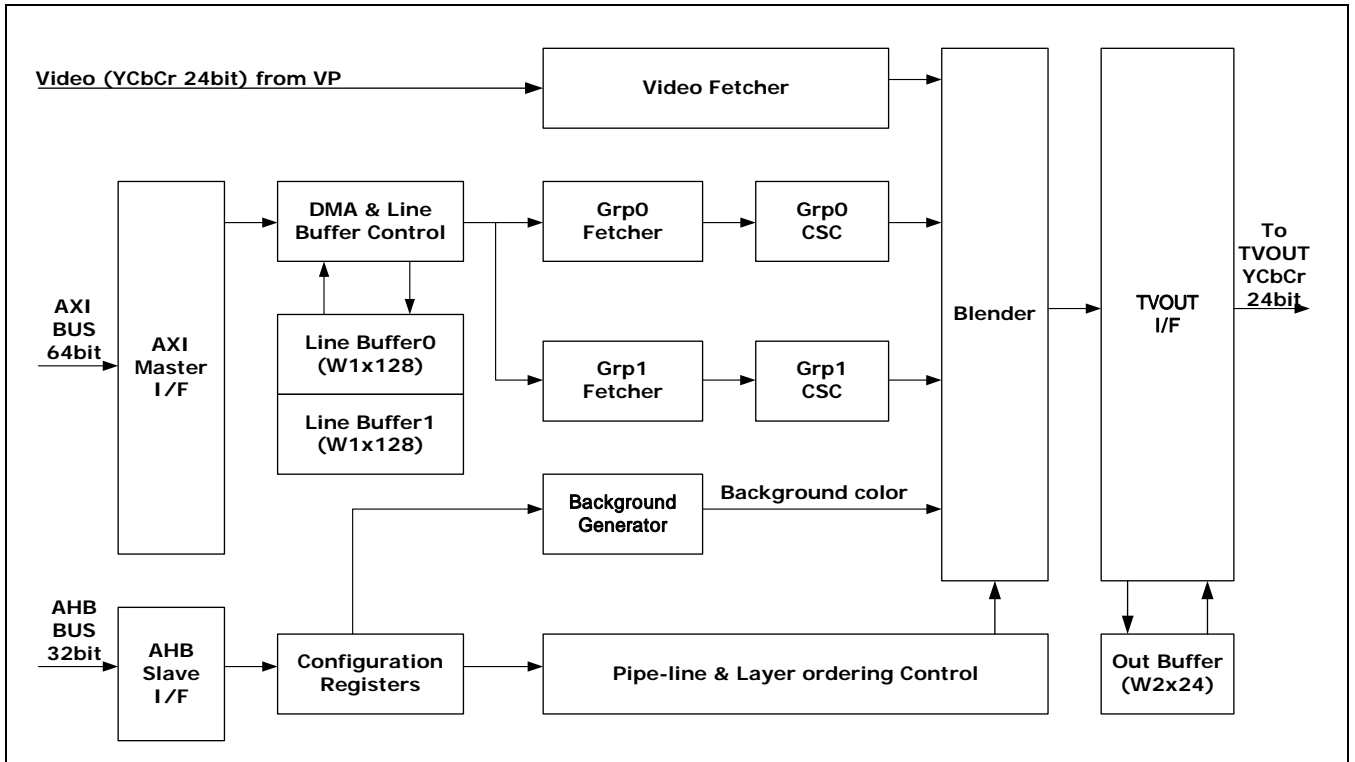 Video (YCbCr 24bit) from VP
Video Fetcher
DMA & Line
Buffer Control
Grp0
Fetcher
Grp0
CSC
To
TVOUT
YCbCr
24bit
AXI
BUS
64bit
AXI
Master
I/F
Line Buffer0
(W1x128)
Line Buffer1
(W1x128)
Grp1
Fetcher
Grp1
CSC
Blender
TVOUT
I/F
Background
Generator
Background color
AHB
BUS
32bit
AHB
Slave
I/F
Configuration
Registers
Pipe-line & Layer ordering Control
Out Buffer
(W2x24)